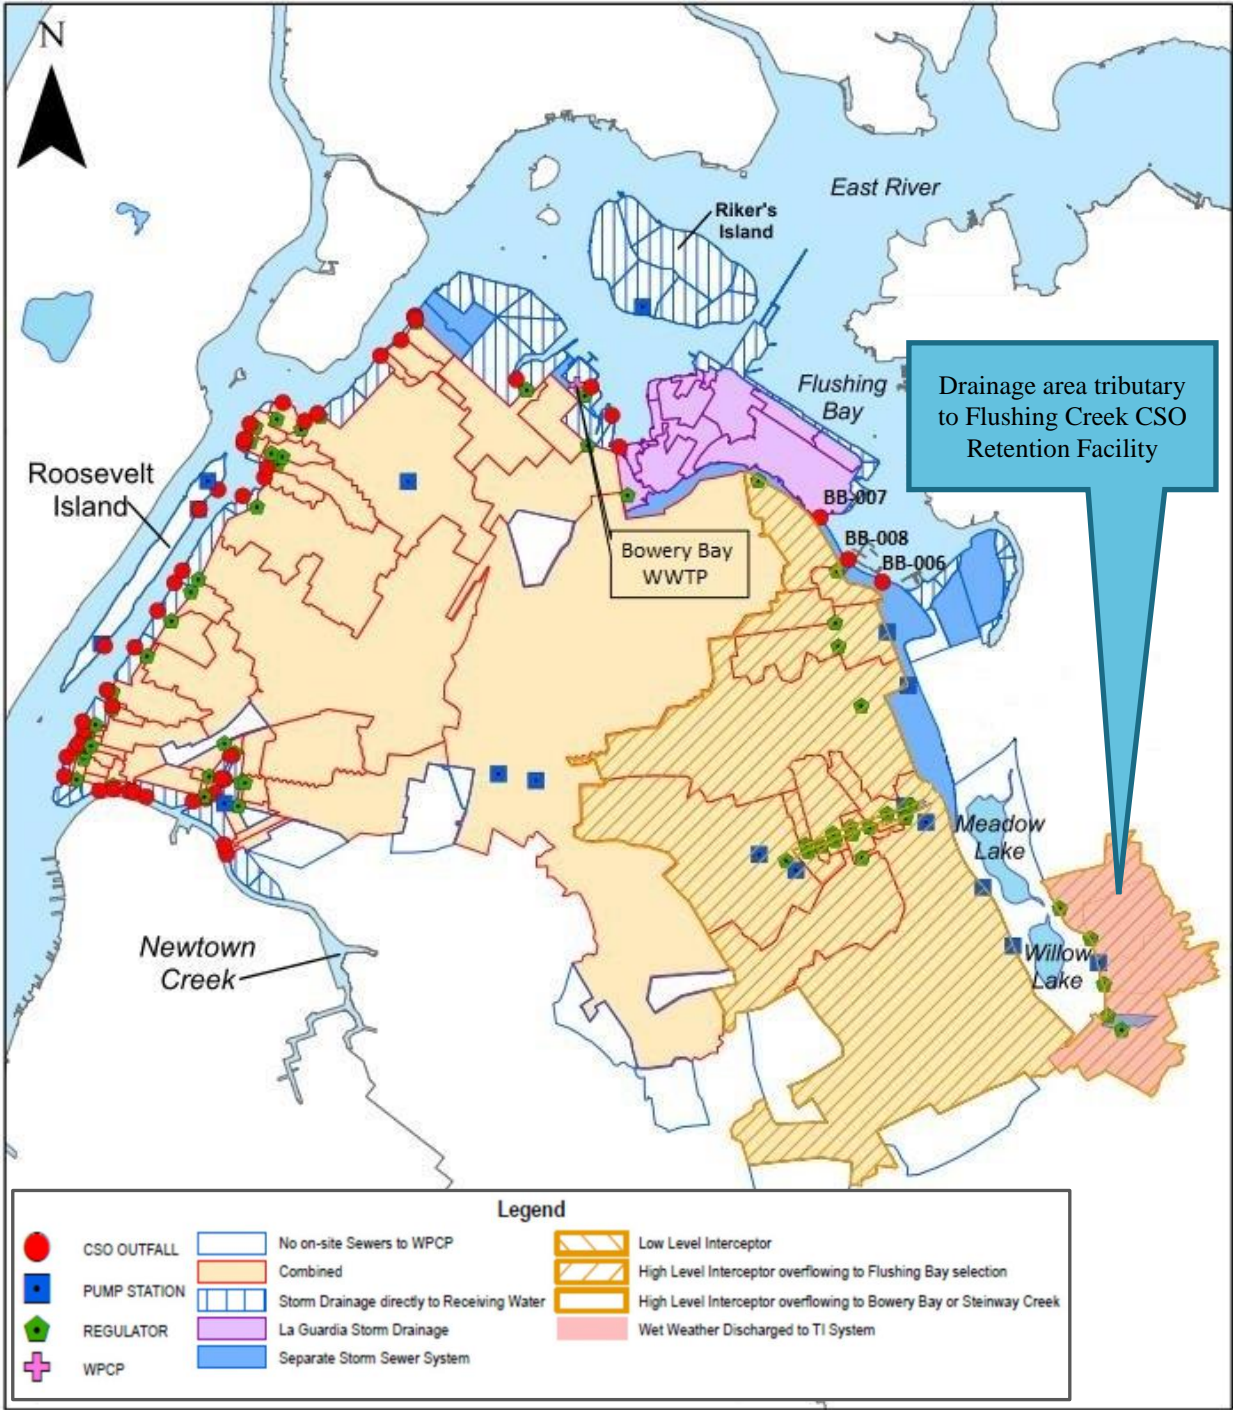 N
East River
Riker's
Island
Flushing
Bay
Drainage area tributary
to Flushing Creek CSO
Retention Facility
Roosevelt
Island
BB-007
BB-008
BB-006
Bowery Bay
WWTP
Meadow
Lake
Willow
Lake
Newtown
Creek
Legend
CSO OUTFALL
PUMP STATION
REGULATOR
WPCP
No on-site Sewers to WPCP
Combined
Storm Drainage directly to Receiving Water
La Guardia Storm Drainage
Separate Storm Sewer System
Low Level Interceptor
High Level Interceptor overflowing to Flushing Bay selection
High Level Interceptor overflowing to Bowery Bay or Steinway Creek
Wet Weather Discharged to TI System